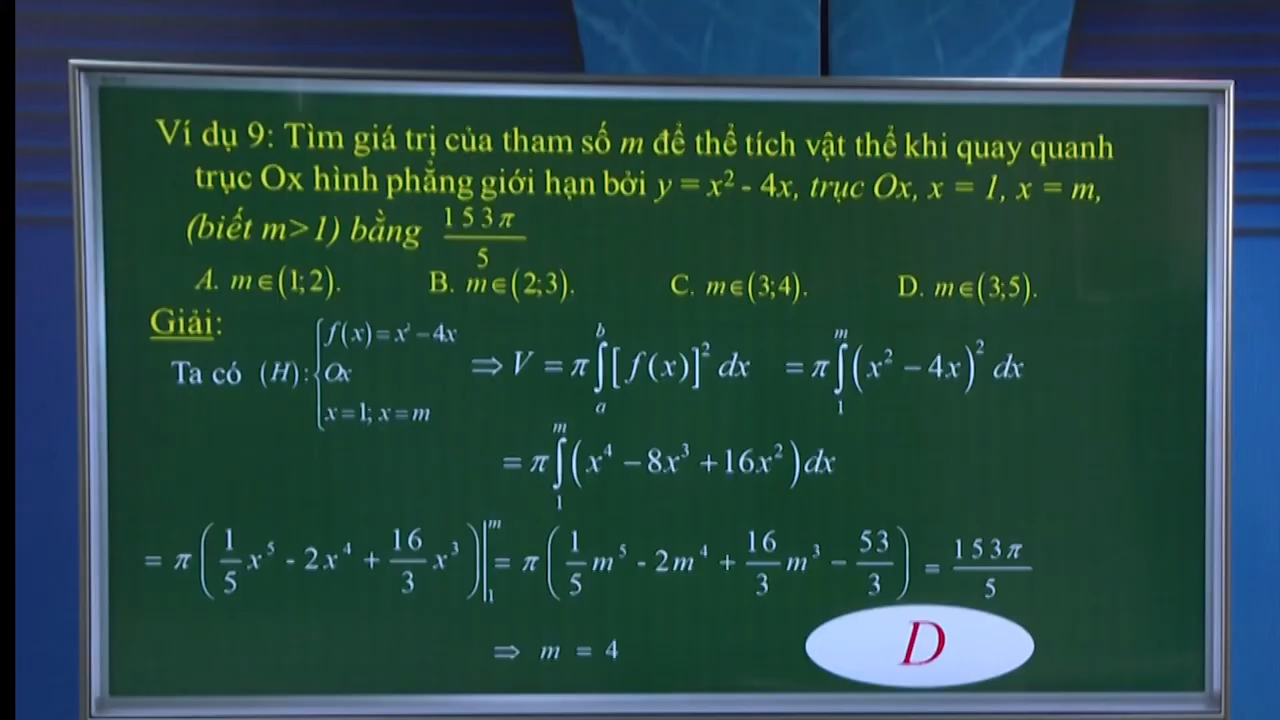 Ví dụ 9: Tìm giá trị của tham số m để thể tích vật thể khi quay quanh
trục Ox hình phẳng giới hạn bởi y = x² - 4x, trục Ox, x = 1, x = m,
(biết m>1) bằng 153π/5
A. m∈(1;2). B. m∈(2;3). C. m∈(3;4). D. m∈(3;5).
Giải:
Ta có (H): { f(x) = x² − 4x; Ox; x = 1; x = m ⇒ V = π∫ₐᵇ[f(x)]² dx = π∫₁ᵐ(x² − 4x)² dx
= π∫₁ᵐ(x⁴ − 8x³ + 16x²)dx
= π(1/5 x⁵ - 2x⁴ + 16/3 x³)|₁ᵐ = π(1/5 m⁵ - 2m⁴ + 16/3 m³ − 53/3) = 153π/5
⇒ m = 4
D